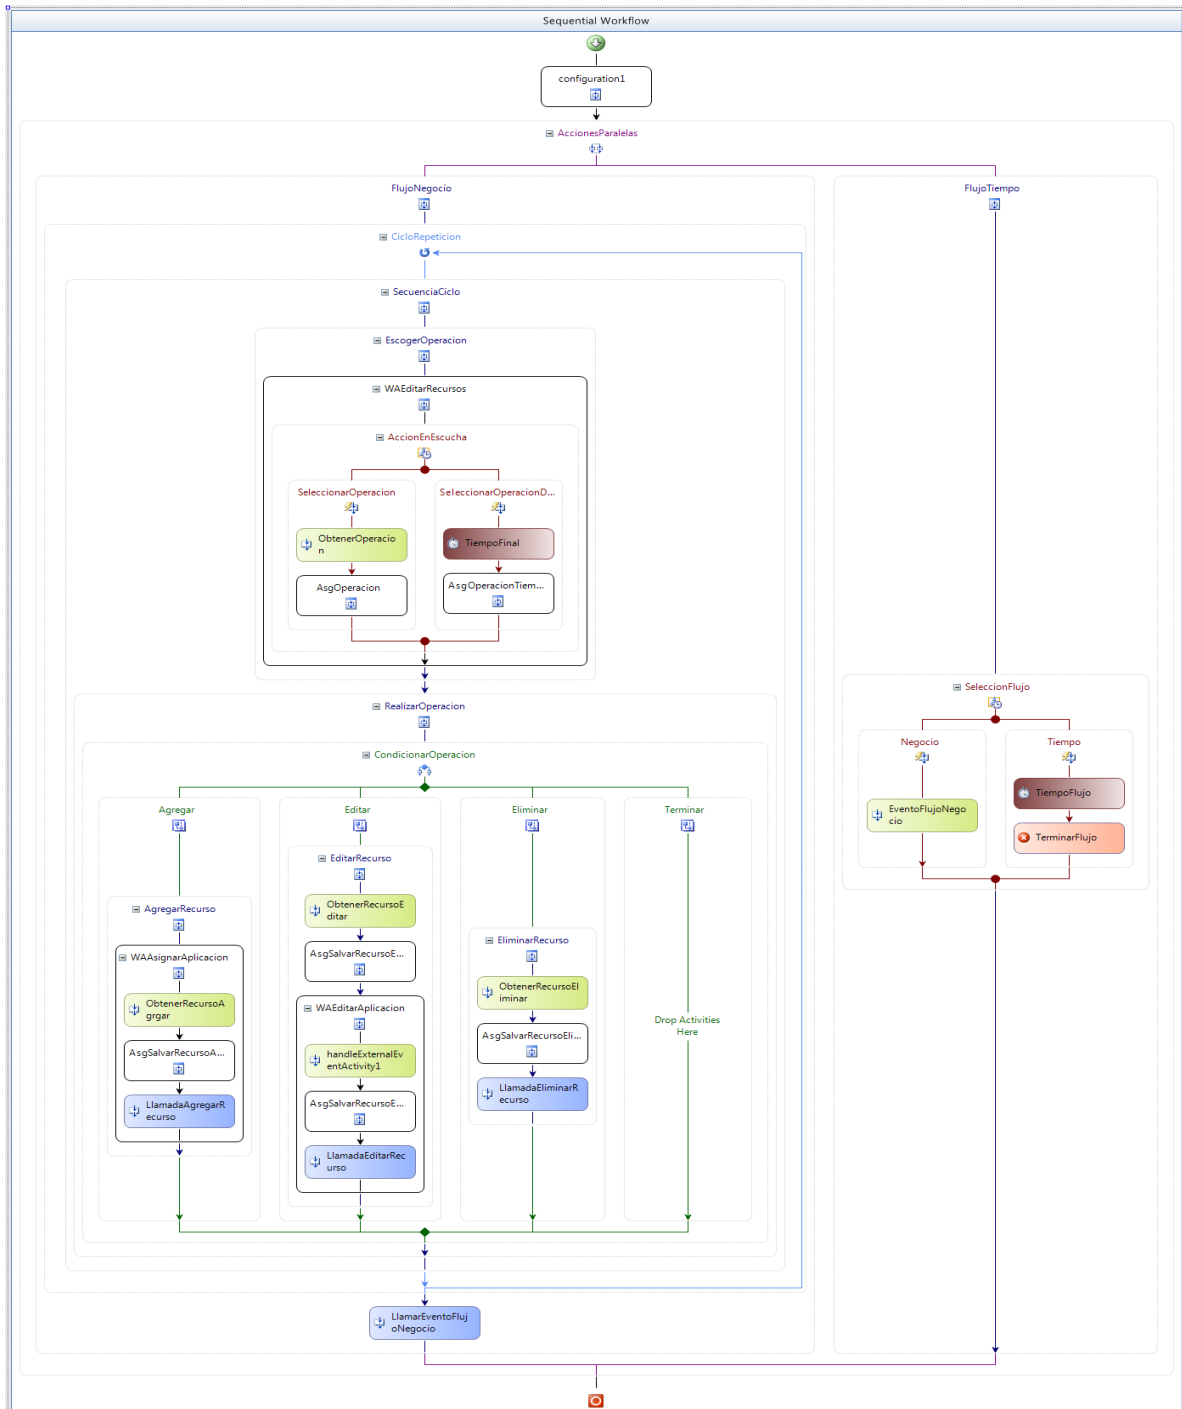 Sequential Workflow
configuration1
AccionesParalelas
FlujoNegocio
FlujoTiempo
CicloRepeticion
SecuenciaCiclo
EscogerOperacion
WAEditarRecursos
AccionEnEscucha
SeleccionarOperacion
SeleccionarOperacionD...
ObtenerOperacio
n
TiempoFinal
AsgOperacion
AsgOperacionTiem...
SeleccionFlujo
RealizarOperacion
Negocio
Tiempo
CondicionarOperacion
TiempoFlujo
EventoFlujoNego
cio
TerminarFlujo
Agregar
Editar
Eliminar
Terminar
EditarRecurso
AgregarRecurso
ObtenerRecursoE
ditar
EliminarRecurso
AsgSalvarRecursoE...
WAAsignarAplicacion
ObtenerRecursoEl
iminar
ObtenerRecursoA
grgar
WAEditarAplicacion
Drop Activities
Here
AsgSalvarRecursoEli...
AsgSalvarRecursoA...
handleExternalEv
entActivity1
LlamadaEliminarR
ecurso
LlamadaAgregarR
ecurso
AsgSalvarRecursoE...
LlamadaEditarRec
urso
LlamarEventoFluj
oNegocio